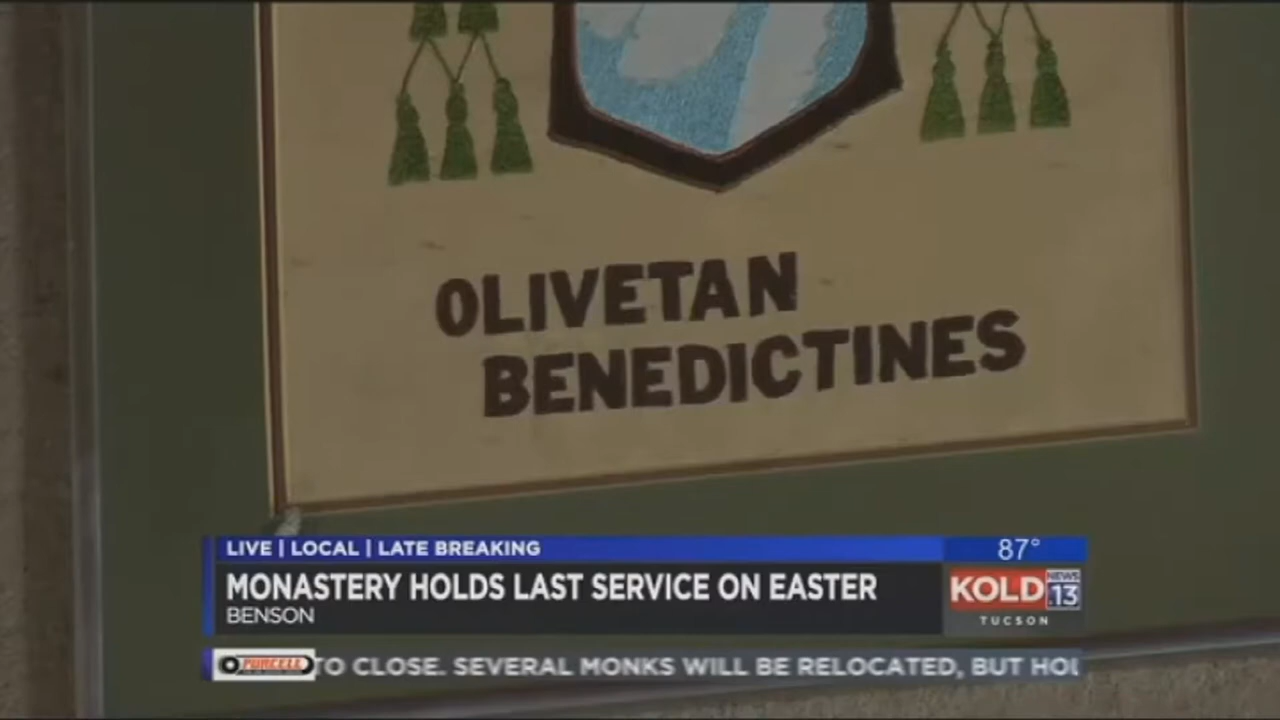 OLIVETAN
BENEDICTINES
LIVE | LOCAL | LATE BREAKING
87°
MONASTERY HOLDS LAST SERVICE ON EASTER
BENSON
KOLD NEWS 13
TUCSON
PURCELL
TO CLOSE. SEVERAL MONKS WILL BE RELOCATED, BUT